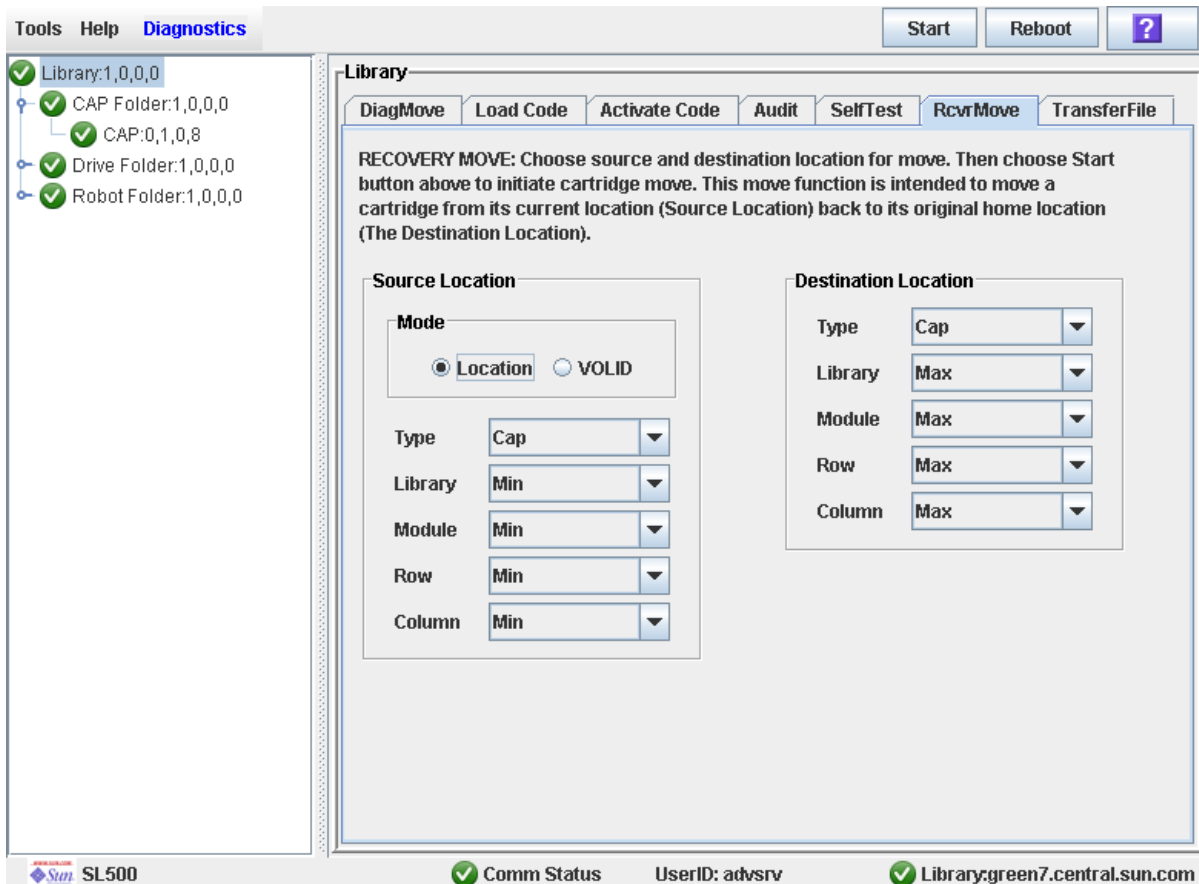 Tools Help Diagnostics
Start
Reboot
?
Library:1,0,0,0
CAP Folder:1,0,0,0
CAP:0,1,0,8
Drive Folder:1,0,0,0
Robot Folder:1,0,0,0
Library
DiagMove Load Code Activate Code Audit SelfTest RcvrMove TransferFile
RECOVERY MOVE: Choose source and destination location for move. Then choose Start
button above to initiate cartridge move. This move function is intended to move a
cartridge from its current location (Source Location) back to its original home location
(The Destination Location).
Source Location
Mode
Location VOLID
Type Cap
Library Min
Module Min
Row Min
Column Min
Destination Location
Type Cap
Library Max
Module Max
Row Max
Column Max
Sun SL500
Comm Status
UserID: advsrv
Library:green7.central.sun.com